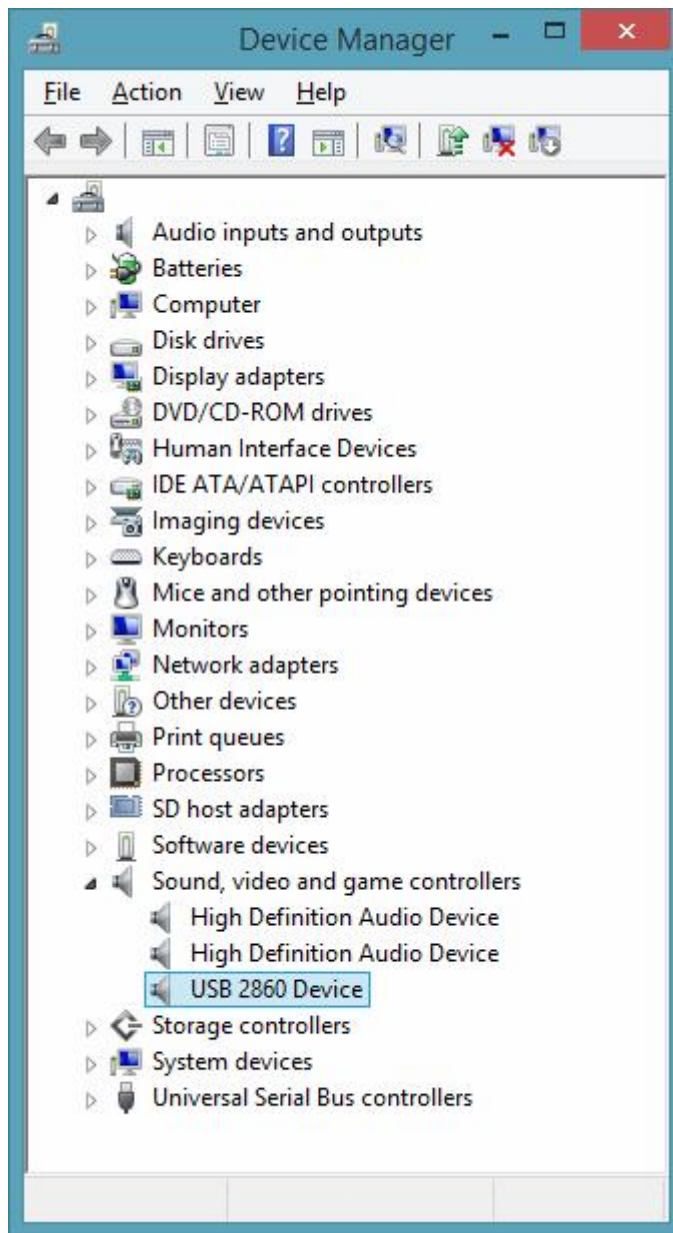 Device Manager
File Action View Help
Audio inputs and outputs
Batteries
Computer
Disk drives
Display adapters
DVD/CD-ROM drives
Human Interface Devices
IDE ATA/ATAPI controllers
Imaging devices
Keyboards
Mice and other pointing devices
Monitors
Network adapters
Other devices
Print queues
Processors
SD host adapters
Software devices
Sound, video and game controllers
High Definition Audio Device
High Definition Audio Device
USB 2860 Device
Storage controllers
System devices
Universal Serial Bus controllers